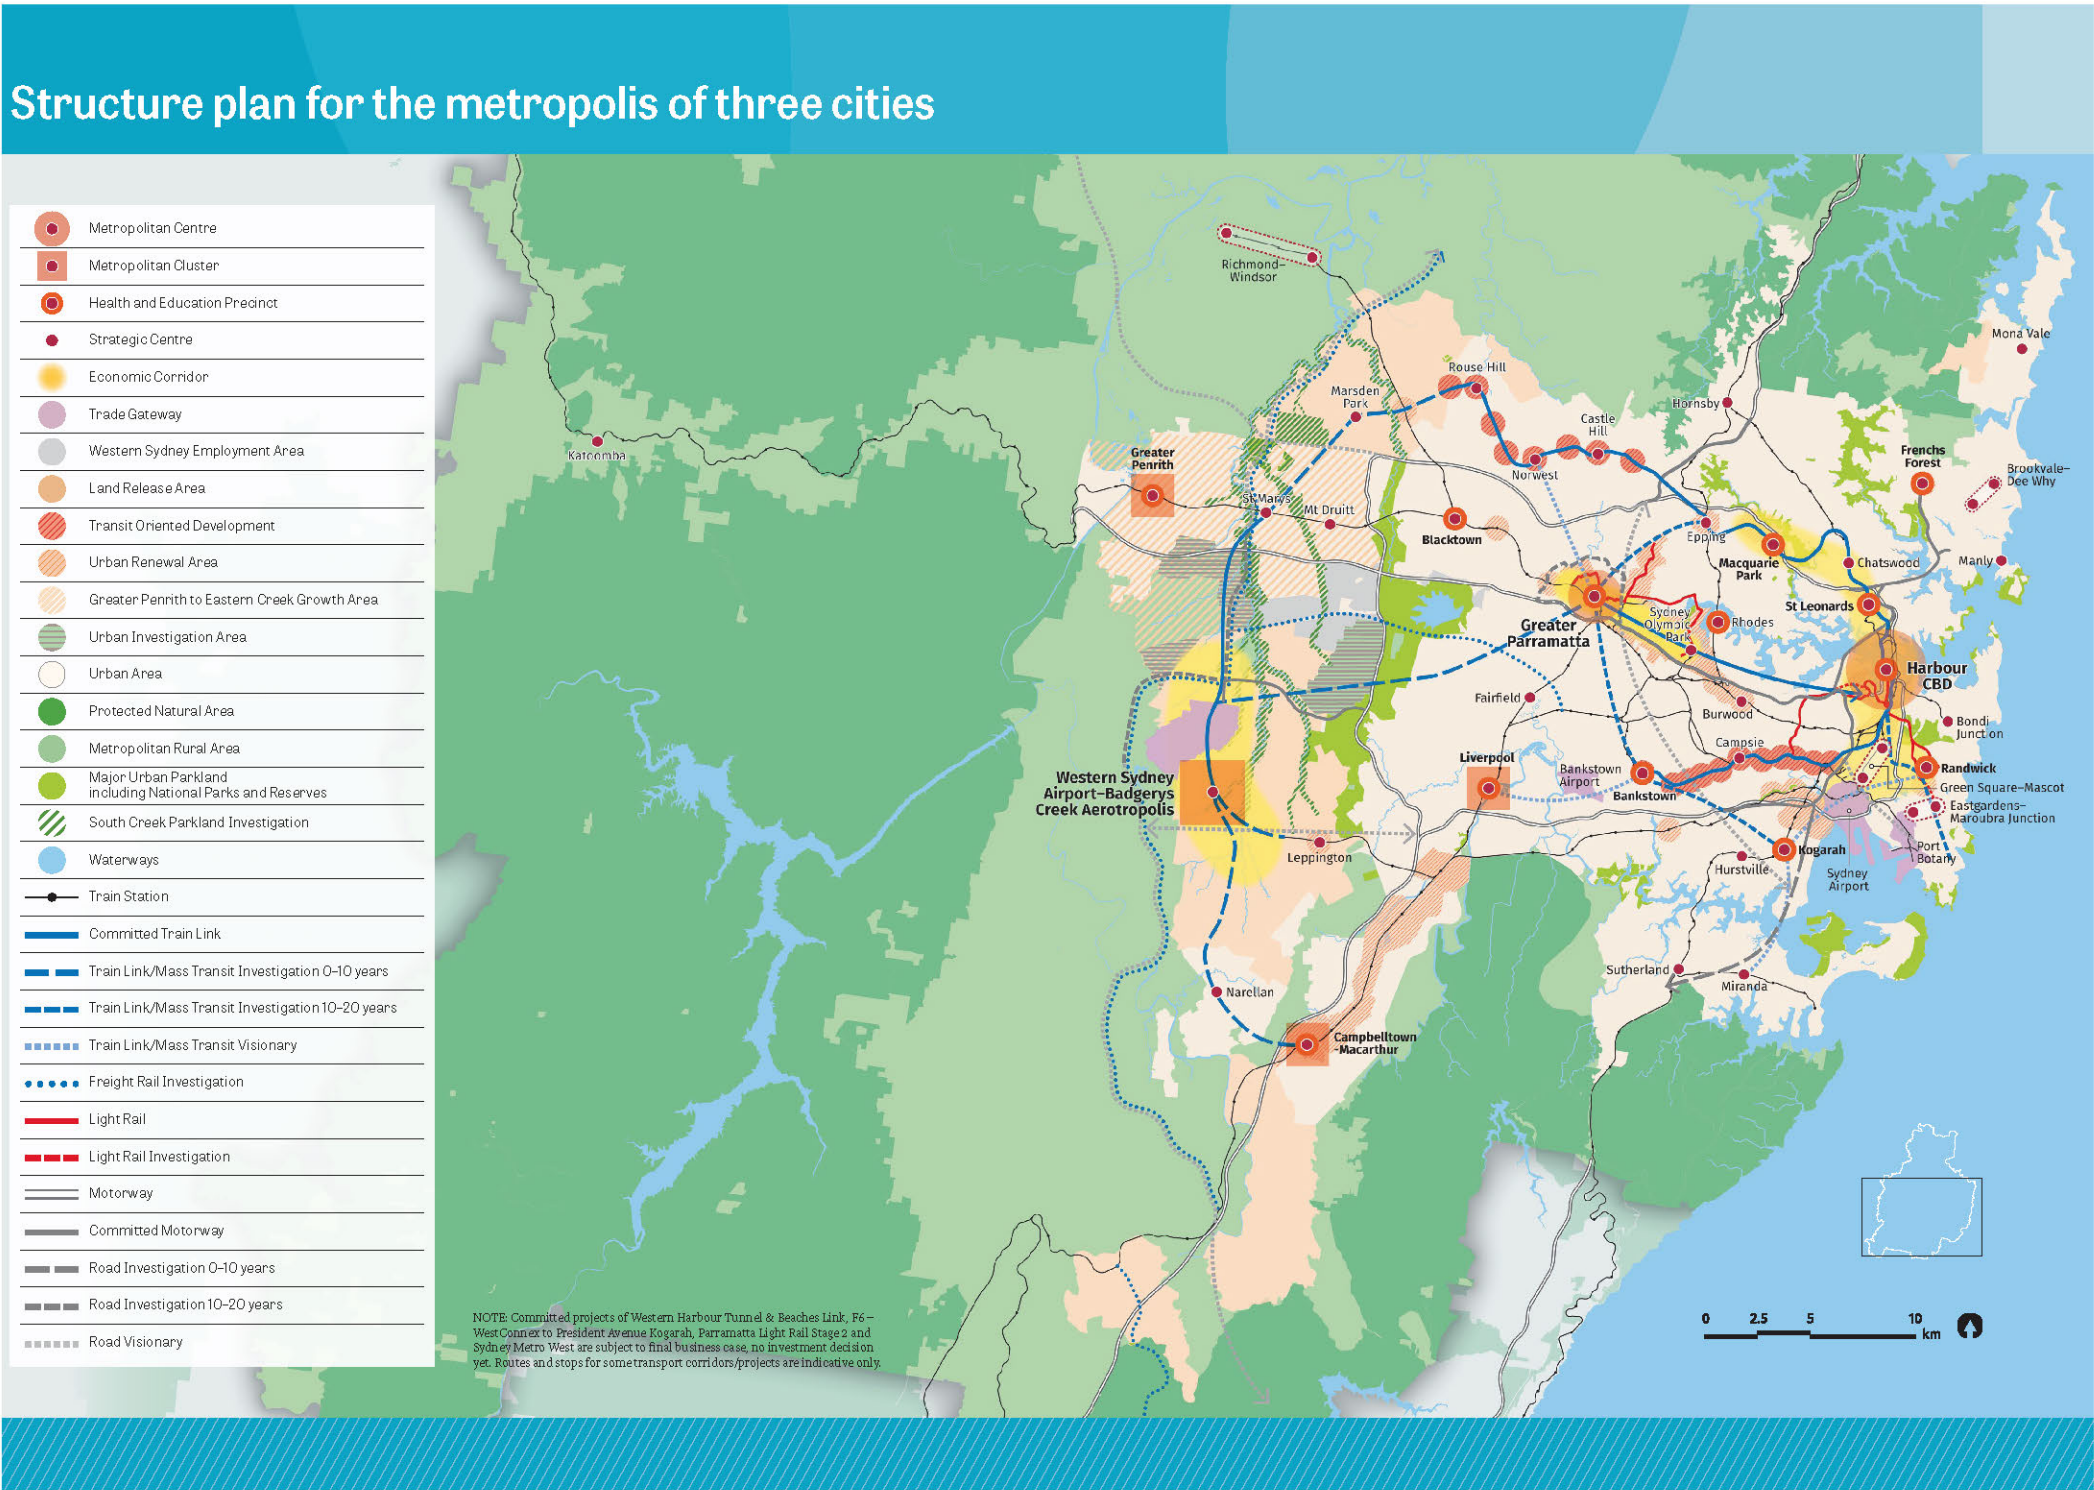 Structure plan for the metropolis of three cities
Metropolitan Centre
Metropolitan Cluster
Health and Education Precinct
Strategic Centre
Economic Corridor
Trade Gateway
Western Sydney Employment Area
Land Release Area
Transit Oriented Development
Urban Renewal Area
Greater Penrith to Eastern Creek Growth Area
Urban Investigation Area
Urban Area
Protected Natural Area
Metropolitan Rural Area
Major Urban Parkland
including National Parks and Reserves
South Creek Parkland Investigation
Waterways
Train Station
Committed Train Link
Train Link/Mass Transit Investigation 0–10 years
Train Link/Mass Transit Investigation 10–20 years
Train Link/Mass Transit Visionary
Freight Rail Investigation
Light Rail
Light Rail Investigation
Motorway
Committed Motorway
Road Investigation 0–10 years
Road Investigation 10–20 years
Road Visionary
Richmond–
Windsor
Mona Vale
Rouse Hill
Marsden
Park
Hornsby
Castle
Hill
Katoomba
Greater
Penrith
Frenchs
Forest
Brookvale–
Dee Why
Norwest
St Marys
Mt Druitt
Blacktown
Epping
Macquarie
Park
Chatswood
Manly
St Leonards
Sydney
Olympic
Park
Rhodes
Greater
Parramatta
Harbour
CBD
Fairfield
Burwood
Bondi
Junction
Campsie
Liverpool
Bankstown
Airport
Bankstown
Randwick
Green Square–Mascot
Eastgardens–
Maroubra Junction
Western Sydney
Airport–Badgerys
Creek Aerotropolis
Leppington
Kogarah
Port
Botany
Hurstville
Sydney
Airport
Sutherland
Miranda
Narellan
Campbelltown
-Macarthur
NOTE: Committed projects of Western Harbour Tunnel & Beaches Link, F6 –
WestConnex to President Avenue Kogarah, Parramatta Light Rail Stage 2 and
Sydney Metro West are subject to final business case, no investment decision
yet. Routes and stops for some transport corridors/projects are indicative only.
0 2.5 5 10
km